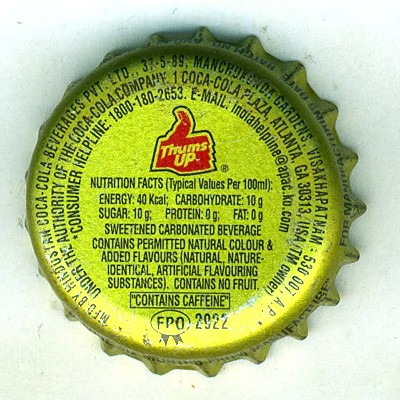 MFG BY HINDUSTAN COCA-COLA BEVERAGES PVT. LTD., 37-5-89, MANCHUKONDA GARDENS, VISAKHAPATNAM - 530 007 A.P.
UNDER THE AUTHORITY OF THE COCA-COLA COMPANY, 1 COCA-COLA PLAZA, ATLANTA, GA 30313, USA TM owner
*CONSUMER HELPLINE: 1800-180-2653. E-MAIL: indiahelpline@apac.ko.com
Thums
UP
®
NUTRITION FACTS (Typical Values Per 100ml):
ENERGY: 40 Kcal; CARBOHYDRATE: 10 g
SUGAR: 10 g; PROTEIN: 0 g; FAT: 0 g
SWEETENED CARBONATED BEVERAGE
CONTAINS PERMITTED NATURAL COLOUR &
ADDED FLAVOURS (NATURAL, NATURE-
IDENTICAL, ARTIFICIAL FLAVOURING
SUBSTANCES). CONTAINS NO FRUIT.
"CONTAINS CAFFEINE"
FPO 2922